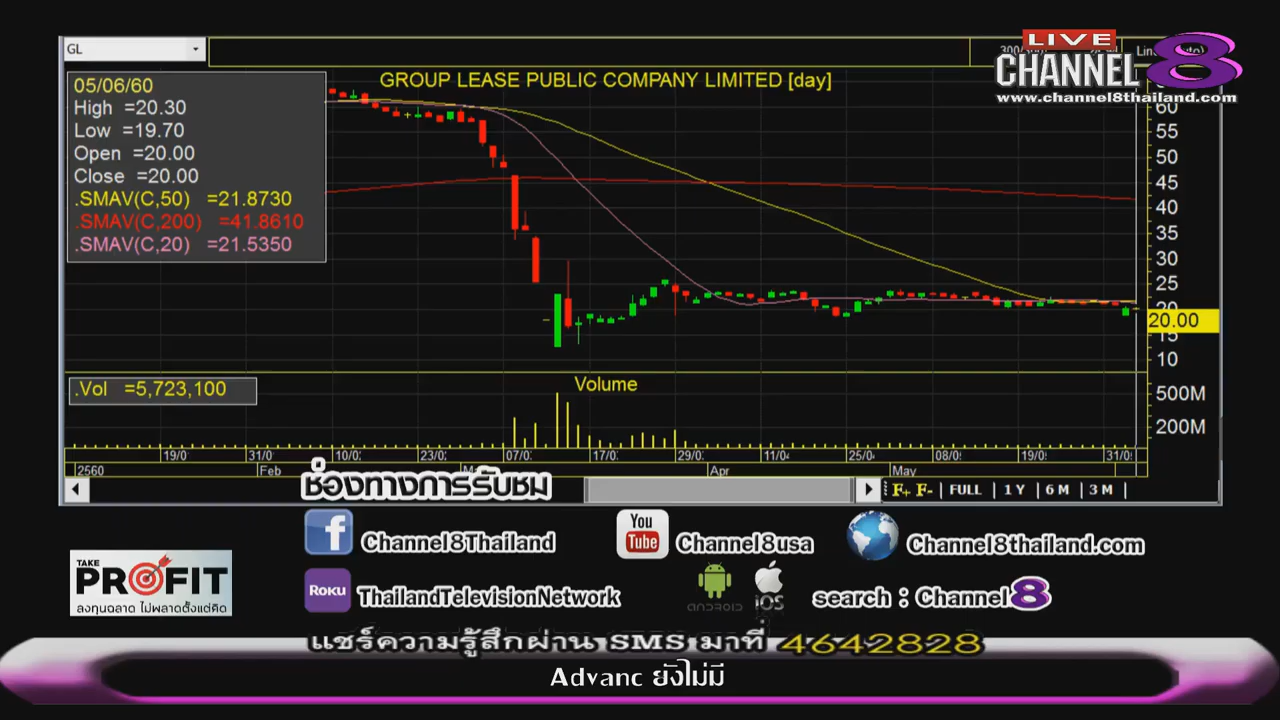 GL
LIVE
CHANNEL 8
www.channel8thailand.com
GROUP LEASE PUBLIC COMPANY LIMITED [day]
05/06/60
High =20.30
Low =19.70
Open =20.00
Close =20.00
.SMAV(C,50) =21.8730
.SMAV(C,200) =41.8610
.SMAV(C,20) =21.5350
60
55
50
45
40
35
30
25
20
20.00
15
10
.Vol =5,723,100
Volume
500M
200M
19/0 31/0 10/0 23/0 07/0 17/0 29/0 11/0 25/0 08/0 19/0 31/0
2560 Feb Apr May
F+ F- | FULL | 1 Y | 6 M | 3 M |
ช่องทางการรับชม
f Channel8Thailand
You Tube Channel8usa
Channel8thailand.com
ROKU ThailandTelevisionNetwork
ANDROID iOS
search : Channel 8
TAKE PROFIT
ลงทุนฉลาด ไม่พลาดตั้งแต่คิด
แชร์ความรู้สึกผ่าน SMS มาที่ 4642828
Advanc ยังไม่มี